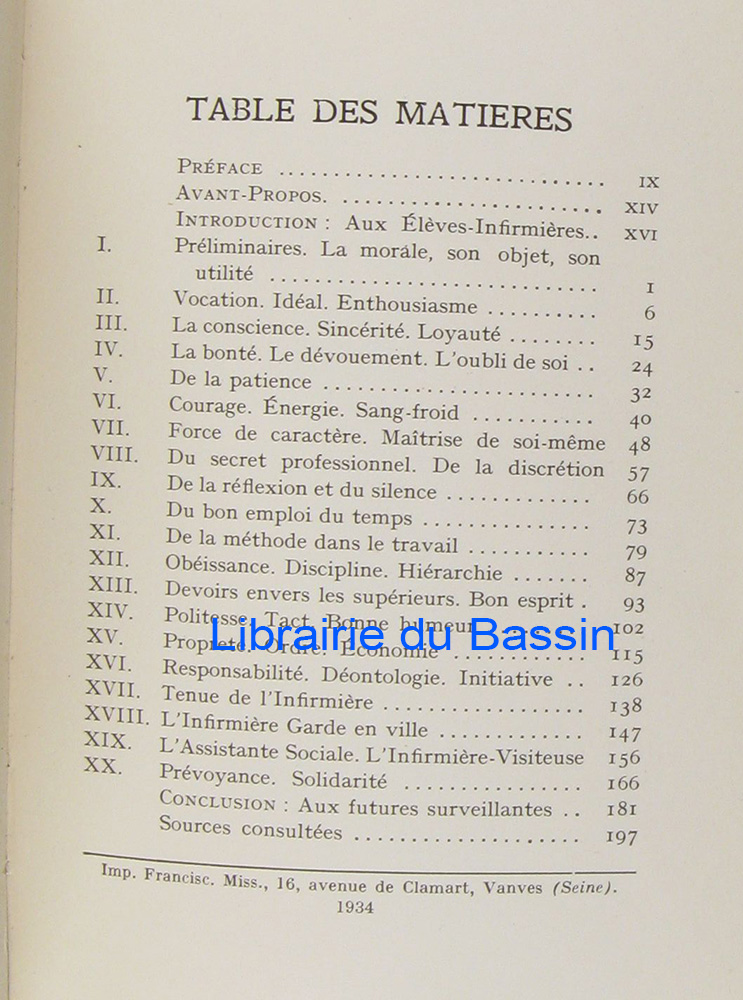 TABLE DES MATIERES
PRÉFACE .............................. IX
AVANT-PROPOS. ........................ XIV
INTRODUCTION : Aux Élèves-Infirmières.. XVI
I. Préliminaires. La morale, son objet, son
utilité .............................. 1
II. Vocation. Idéal. Enthousiasme .......... 6
III. La conscience. Sincérité. Loyauté ........ 15
IV. La bonté. Le dévouement. L'oubli de soi .. 24
V. De la patience ......................... 32
VI. Courage. Énergie. Sang-froid ........... 40
VII. Force de caractère. Maîtrise de soi-même 48
VIII. Du secret professionnel. De la discrétion 57
IX. De la réflexion et du silence ............. 66
X. Du bon emploi du temps ............... 73
XI. De la méthode dans le travail ........... 79
XII. Obéissance. Discipline. Hiérarchie ....... 87
XIII. Devoirs envers les supérieurs. Bon esprit . 93
XIV. Politesse. Tact. Bonne humeur ......... 102
XV. Propreté. Ordre. Économie ............ 115
XVI. Responsabilité. Déontologie. Initiative .. 126
XVII. Tenue de l'Infirmière .................. 138
XVIII. L'Infirmière Garde en ville ............. 147
XIX. L'Assistante Sociale. L'Infirmière-Visiteuse 156
XX. Prévoyance. Solidarité ................ 166
CONCLUSION : Aux futures surveillantes .. 181
Sources consultées .................... 197
Librairie du Bassin
Imp. Francisc. Miss., 16, avenue de Clamart, Vanves (Seine).
1934